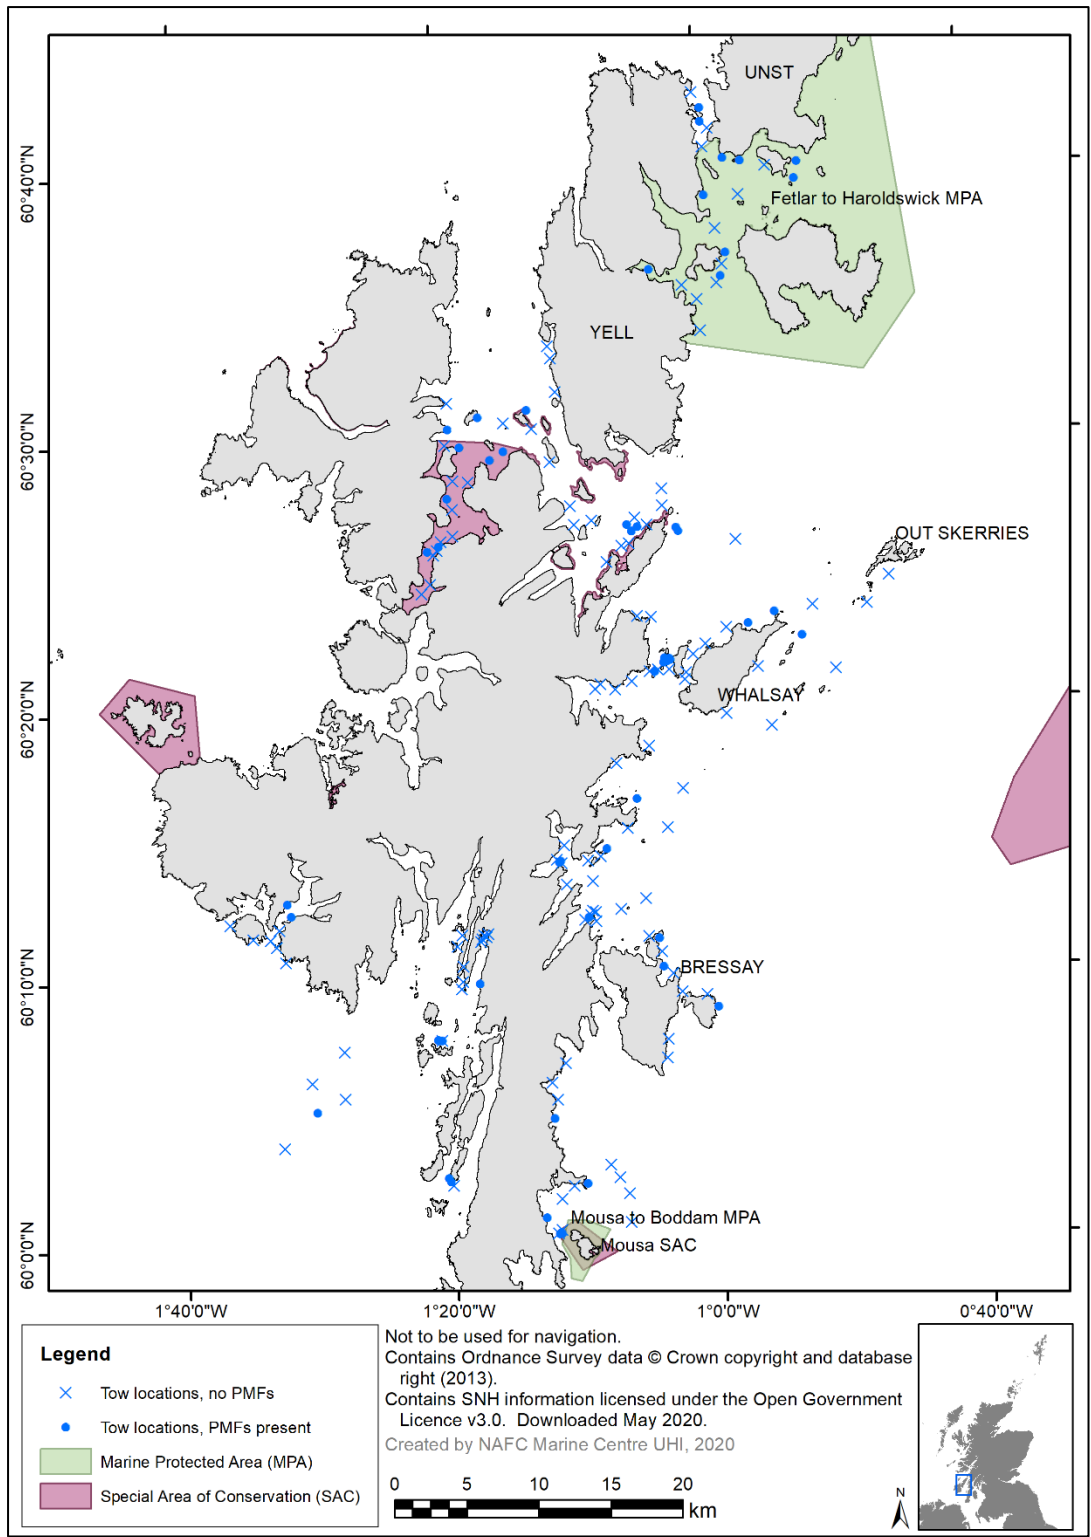 UNST
60°40'0"N
Fetlar to Haroldswick MPA
YELL
60°30'0"N
OUT SKERRIES
WHALSAY
60°20'0"N
BRESSAY
60°10'0"N
Mousa to Boddam MPA
Mousa SAC
60°0'0"N
1°40'0"W
1°20'0"W
1°00'0"W
0°40'0"W
Legend
Tow locations, no PMFs
Tow locations, PMFs present
Marine Protected Area (MPA)
Special Area of Conservation (SAC)
Not to be used for navigation.
Contains Ordnance Survey data © Crown copyright and database
right (2013).
Contains SNH information licensed under the Open Government
Licence v3.0. Downloaded May 2020.
Created by NAFC Marine Centre UHI, 2020
0 5 10 15 20
km
N